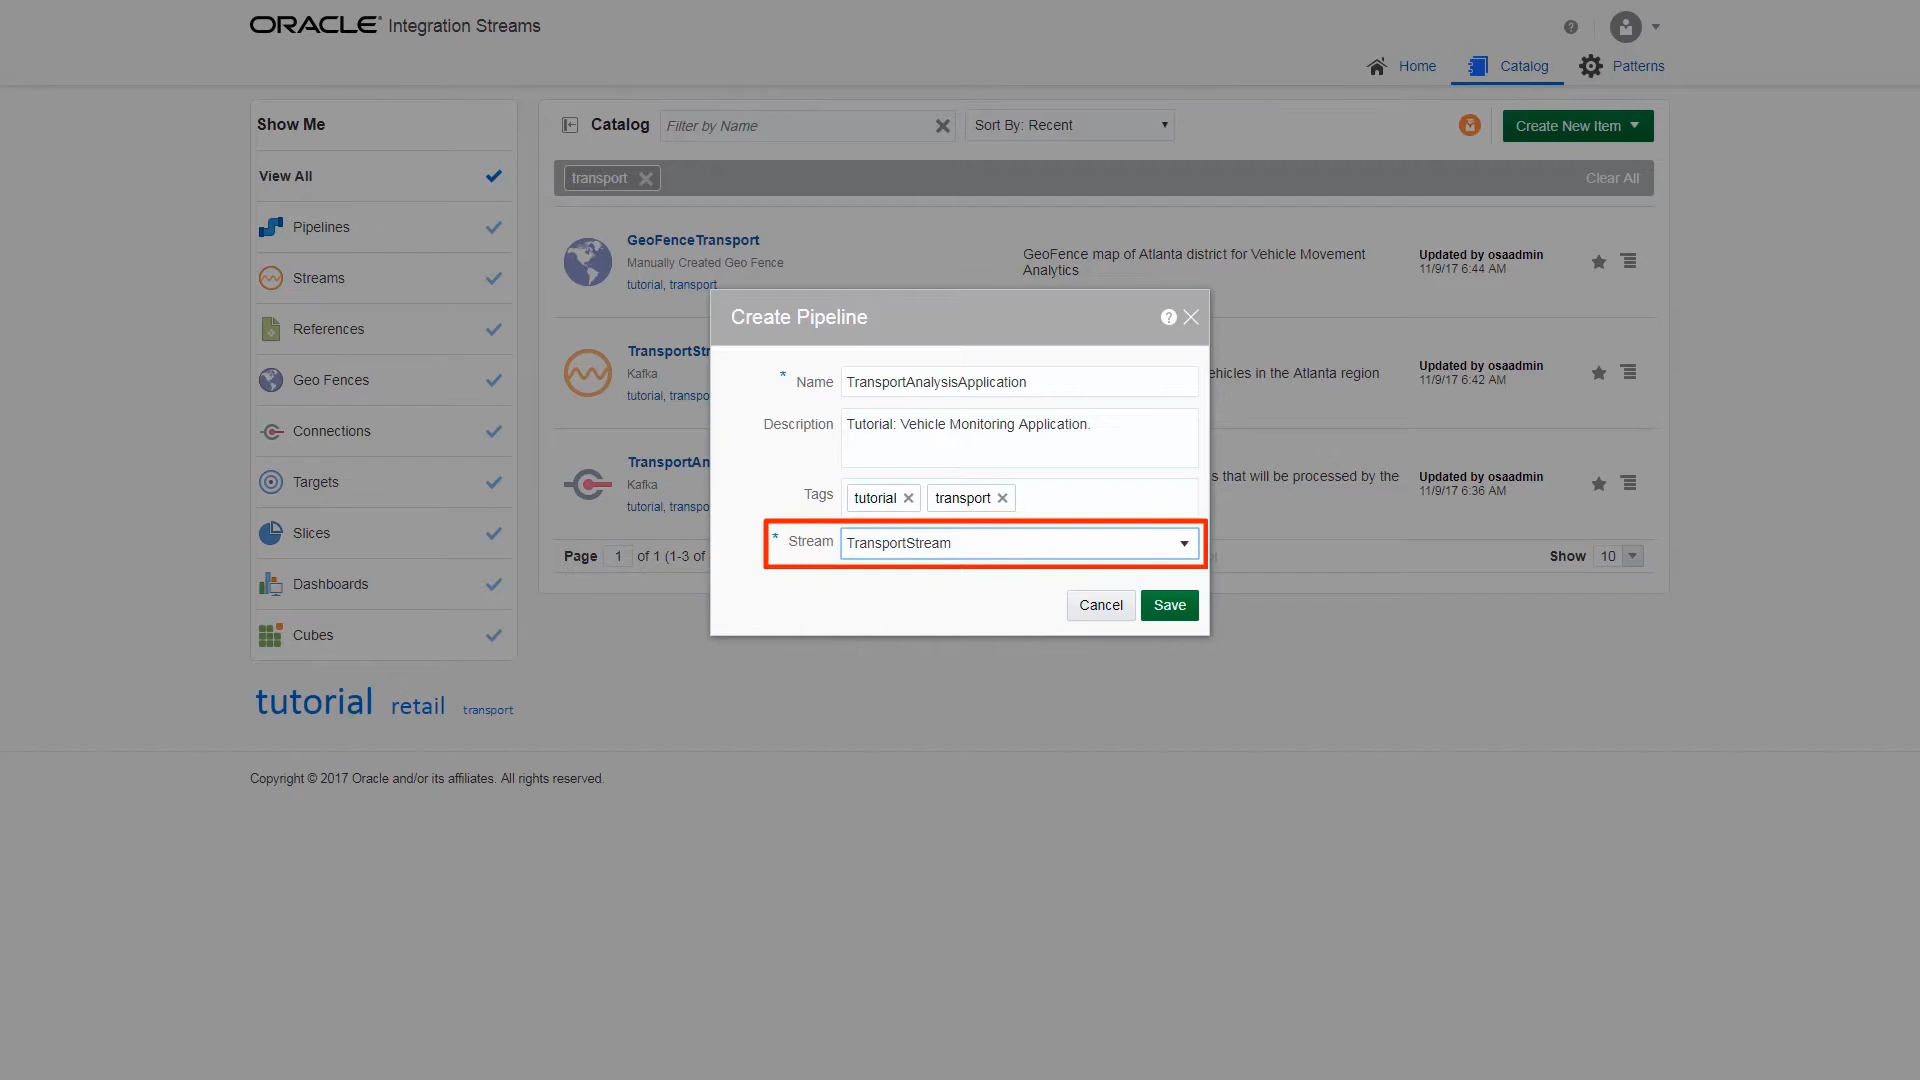 ORACLE® Integration Streams
Home
Catalog
Patterns
Show Me
View All
Pipelines
Streams
References
Geo Fences
Connections
Targets
Slices
Dashboards
Cubes
tutorial retail transport
Catalog
Filter by Name
Sort By: Recent
Create New Item
transport
Clear All
GeoFenceTransport
Manually Created Geo Fence
tutorial, transport
GeoFence map of Atlanta district for Vehicle Movement
Analytics
Updated by osaadmin
11/9/17 6:44 AM
TransportStr
Kafka
tutorial, transpo
ehicles in the Atlanta region
Updated by osaadmin
11/9/17 6:42 AM
TransportAn
Kafka
tutorial, transpo
s that will be processed by the
Updated by osaadmin
11/9/17 6:36 AM
Page 1 of 1 (1-3 of
Show 10
Create Pipeline
* Name TransportAnalysisApplication
Description Tutorial: Vehicle Monitoring Application.
Tags tutorial transport
* Stream TransportStream
Cancel Save
Copyright © 2017 Oracle and/or its affiliates. All rights reserved.